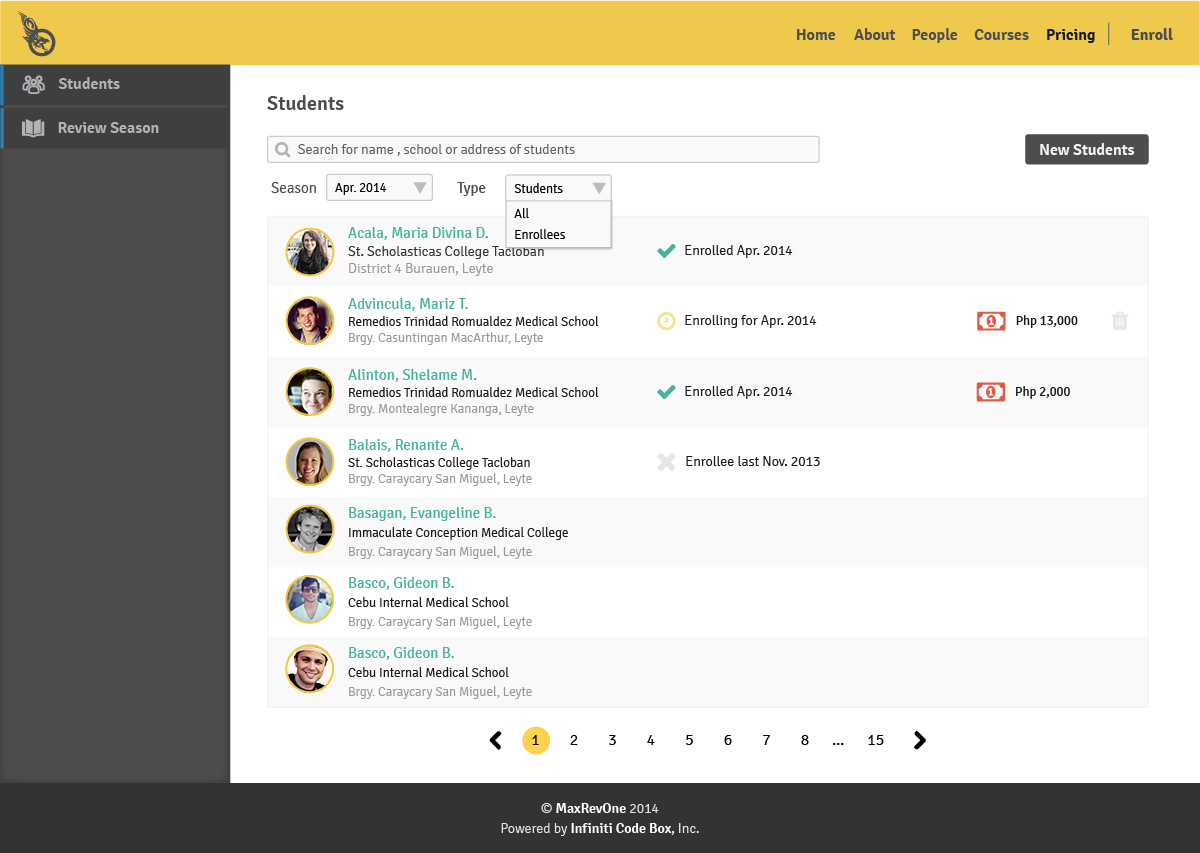 Home About People Courses Pricing Enroll
Students
Review Season
Students
Search for name , school or address of students
New Students
Season Apr. 2014 Type Students
All
Enrollees
Acala, Maria Divina D.
St. Scholasticas College Tacloban
District 4 Burauen, Leyte
Enrolled Apr. 2014
Advincula, Mariz T.
Remedios Trinidad Romualdez Medical School
Brgy. Casuntingan MacArthur, Leyte
Enrolling for Apr. 2014
1 Php 13,000
Alinton, Shelame M.
Remedios Trinidad Romualdez Medical School
Brgy. Montealegre Kananga, Leyte
Enrolled Apr. 2014
1 Php 2,000
Balais, Renante A.
St. Scholasticas College Tacloban
Brgy. Caraycary San Miguel, Leyte
Enrollee last Nov. 2013
Basagan, Evangeline B.
Immaculate Conception Medical College
Brgy. Caraycary San Miguel, Leyte
Basco, Gideon B.
Cebu Internal Medical School
Brgy. Caraycary San Miguel, Leyte
Basco, Gideon B.
Cebu Internal Medical School
Brgy. Caraycary San Miguel, Leyte
1 2 3 4 5 6 7 8 ... 15
© MaxRevOne 2014
Powered by Infiniti Code Box, Inc.